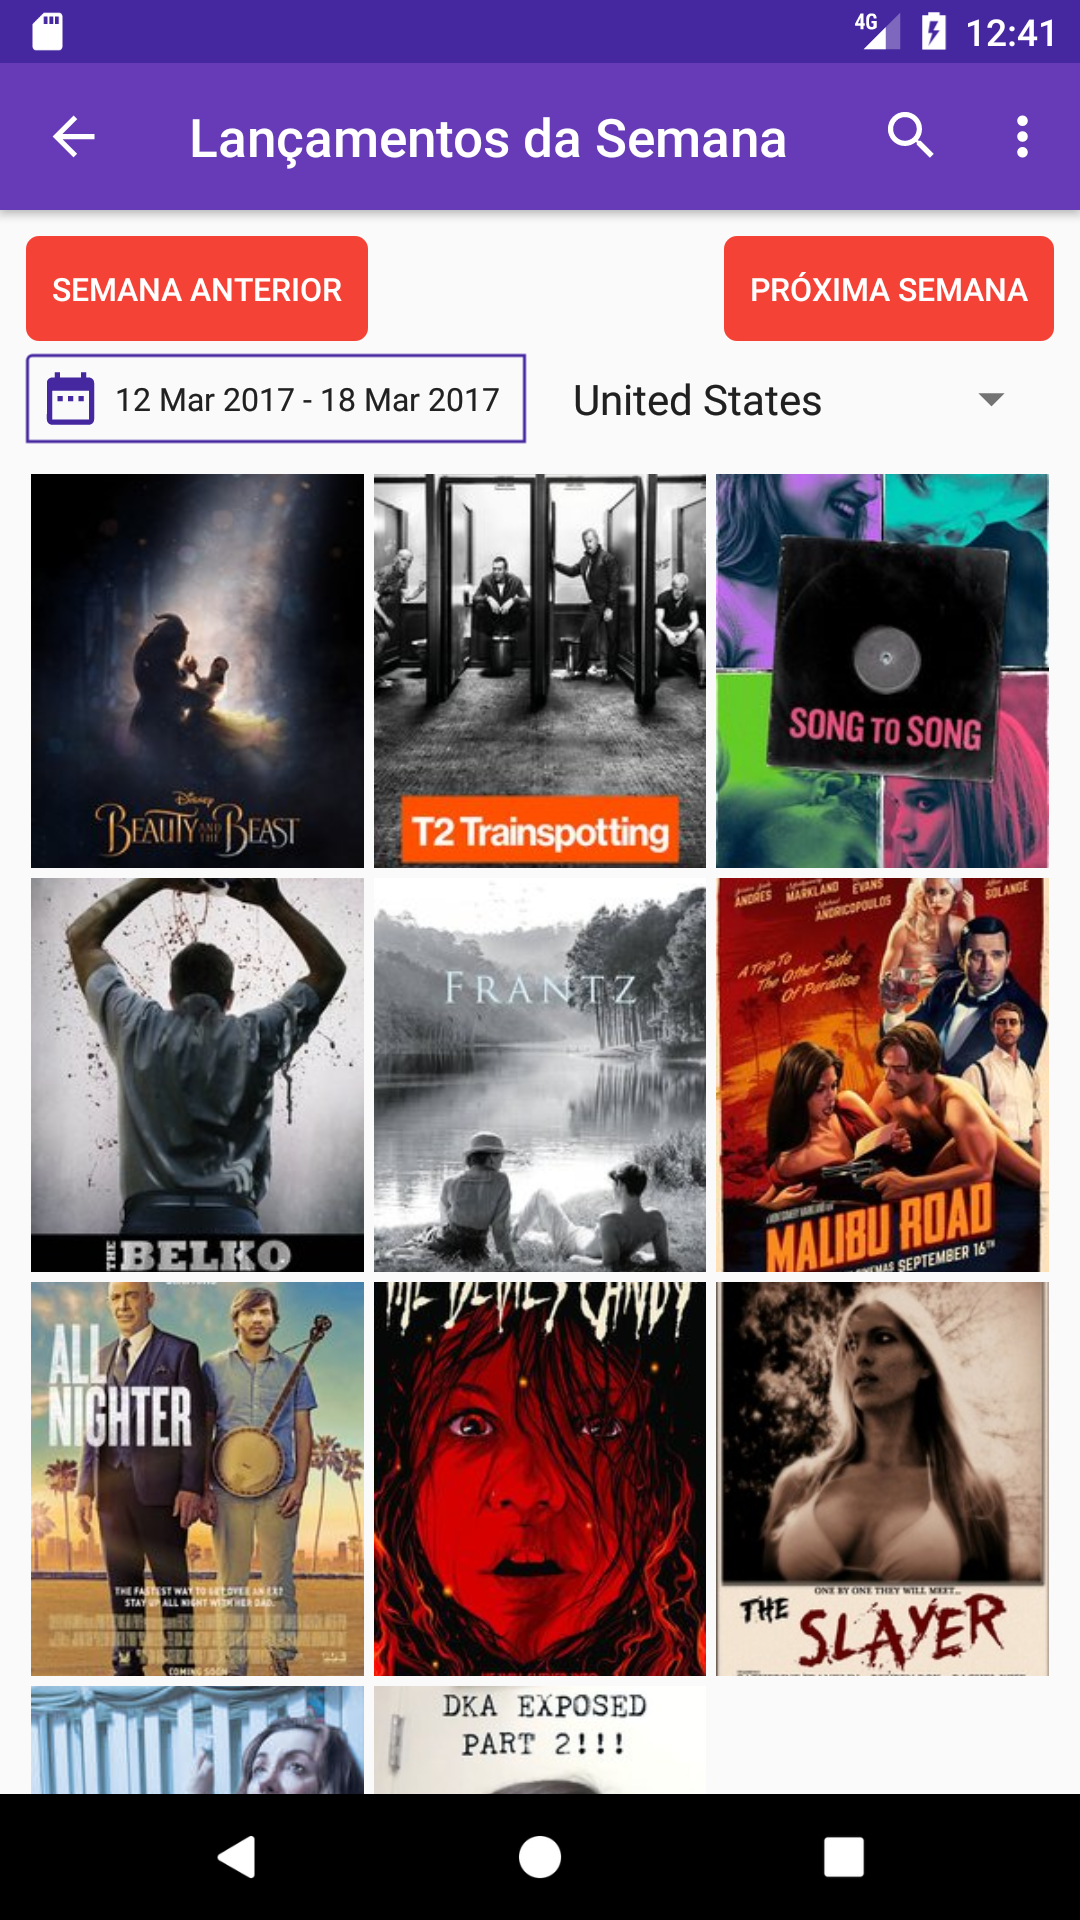 4G 12:41
Lançamentos da Semana
SEMANA ANTERIOR
PRÓXIMA SEMANA
12 Mar 2017 - 18 Mar 2017
United States
Disney
BEAUTY AND THE BEAST
T2 Trainspotting
SONG TO SONG
THE BELKO
FRANTZ
ANDRES
MARKLAND
EVANS
SOLANGE
ANDRICOPOULOS
A Trip To
The Other Side
Of Paradise
MALIBU ROAD
SEPTEMBER 16TH
ALL
NIGHTER
THE FASTEST WAY TO GET OVER AN EX?
STAY UP ALL NIGHT WITH HER DAD.
COMING SOON
THE DEVIL'S CANDY
ONE BY ONE THEY WILL MEET...
THE SLAYER
DKA EXPOSED
PART 2!!!